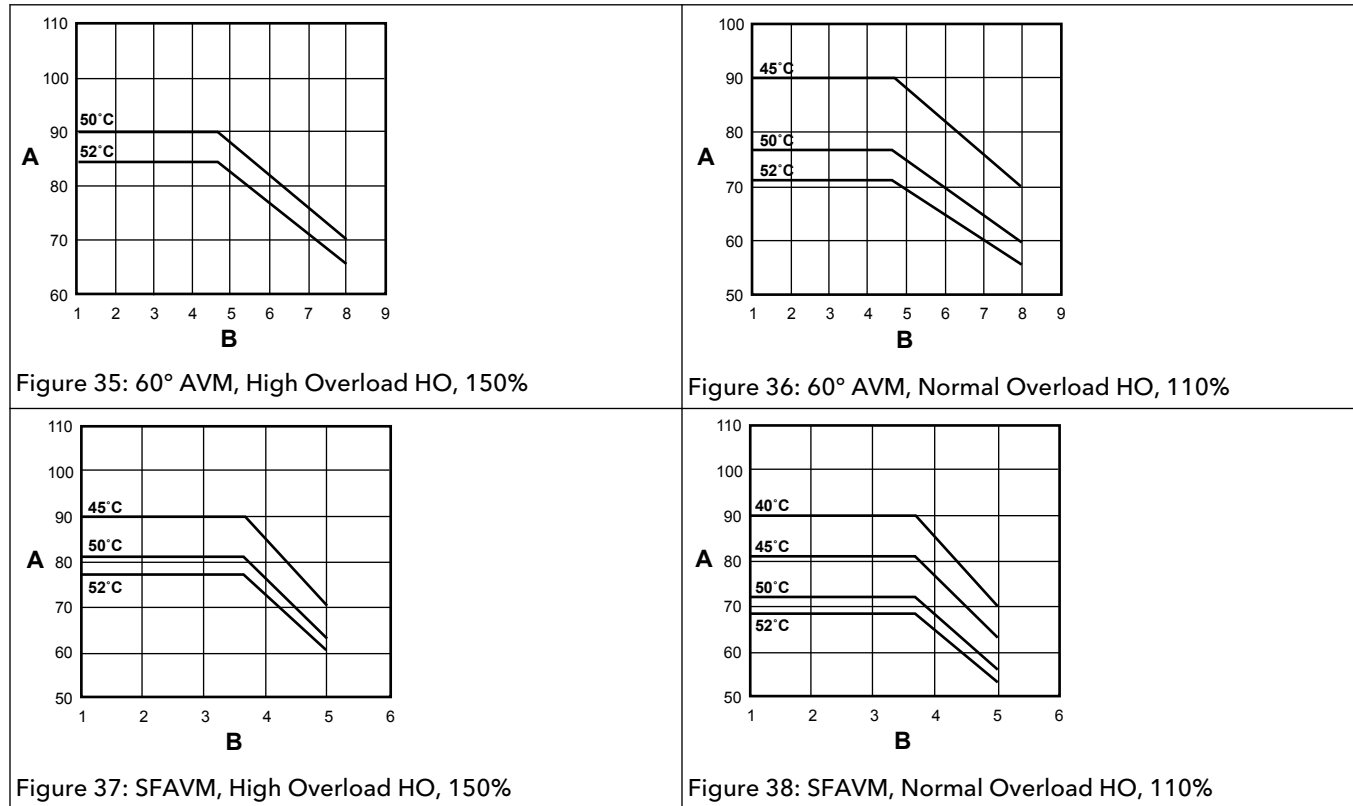 110
100
90
80
70
60
50˚C
52˚C
A
1 2 3 4 5 6 7 8 9
B
Figure 35: 60° AVM, High Overload HO, 150%
100
90
80
70
60
50
45˚C
50˚C
52˚C
A
1 2 3 4 5 6 7 8 9
B
Figure 36: 60° AVM, Normal Overload HO, 110%
110
100
90
80
70
60
50
45˚C
50˚C
52˚C
A
1 2 3 4 5 6
B
Figure 37: SFAVM, High Overload HO, 150%
110
100
90
80
70
60
50
40˚C
45˚C
50˚C
52˚C
A
1 2 3 4 5 6
B
Figure 38: SFAVM, Normal Overload HO, 110%